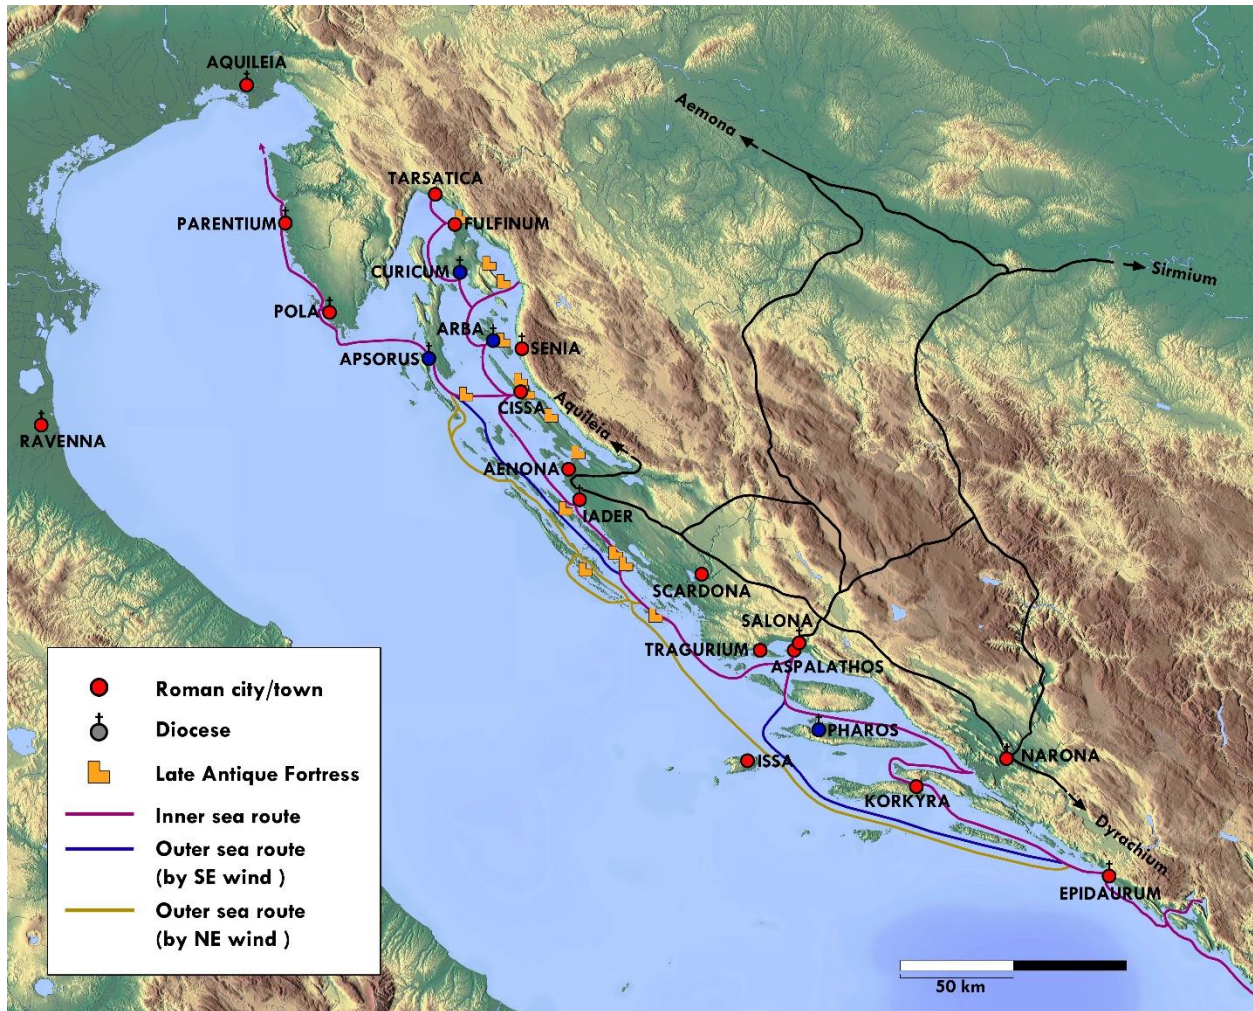 AQUILEIA
Aemona
TARSATICA
PARENTIUM
FULFINUM
CURICUM
Sirmium
POLA
ARBA
SENIA
APSORUS
CISSA
Aquileia
RAVENNA
AENONA
IADER
SCARDONA
SALONA
TRAGURIUM
ASPALATHOS
PHAROS
NARONA
ISSA
KORKYRA
Dyrachium
EPIDAURUM
Roman city/town
Diocese
Late Antique Fortress
Inner sea route
Outer sea route
(by SE wind )
Outer sea route
(by NE wind )
50 km